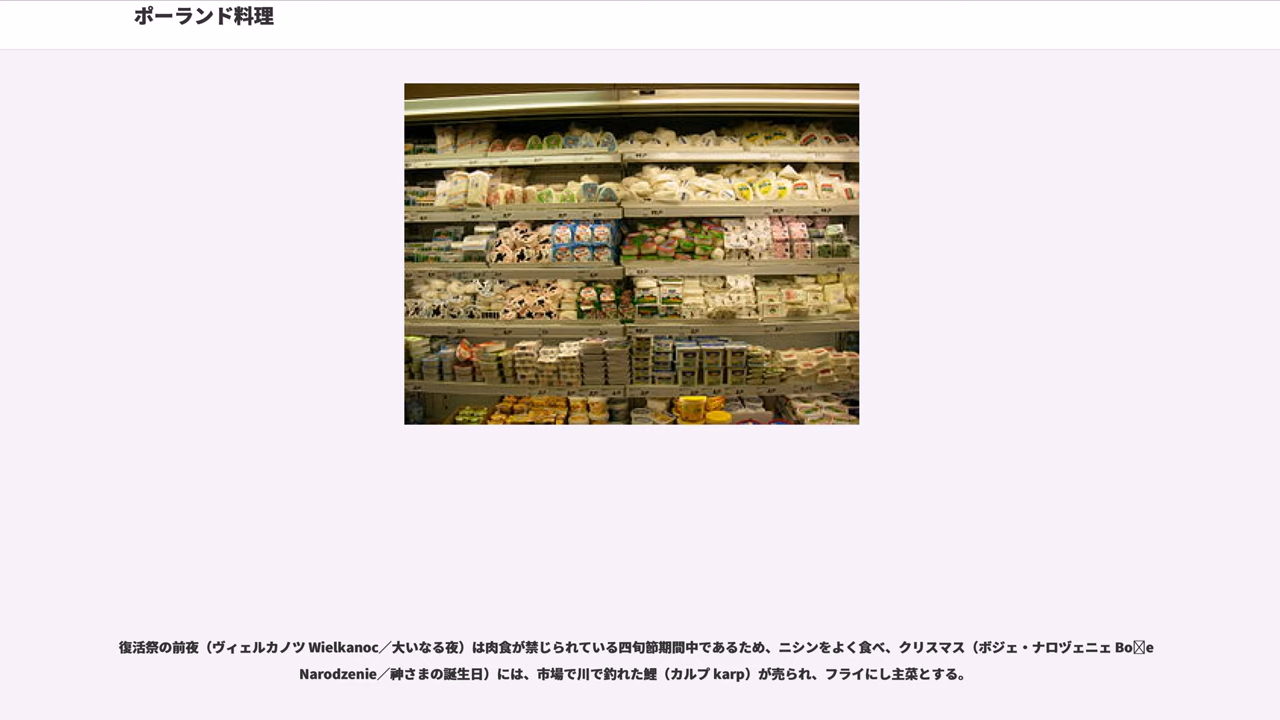 ポーランド料理
復活祭の前夜（ヴィェルカノツ Wielkanoc／大いなる夜）は肉食が禁じられている四旬節期間中であるため、ニシンをよく食べ、クリスマス（ボジェ・ナロヴェニェ Bo▯e
Narodzenie／神さまの誕生日）には、市場で川で釣れた鯉（カルプ karp）が売られ、フライにし主菜とする。